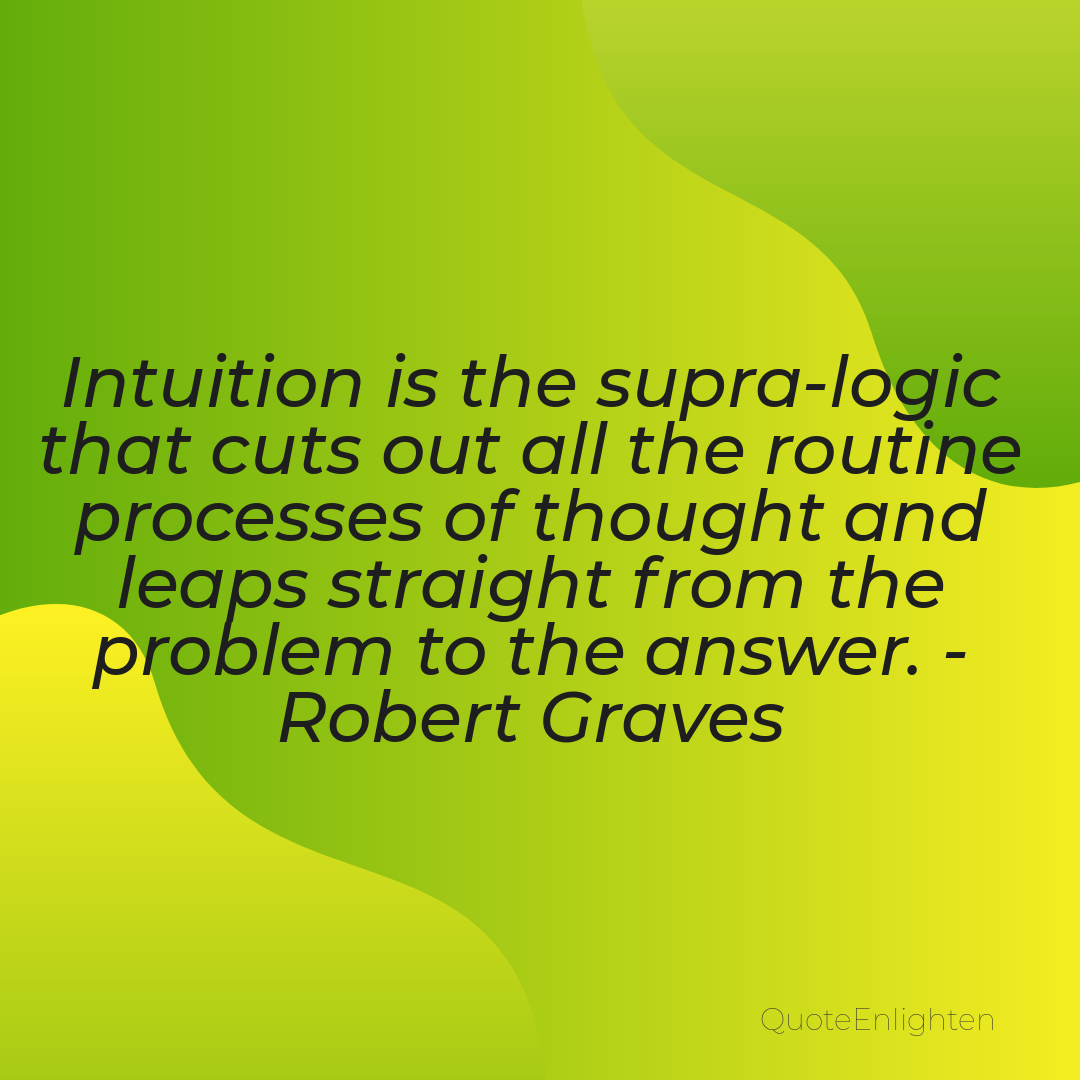 Intuition is the supra-logic
that cuts out all the routine
processes of thought and
leaps straight from the
problem to the answer. -
Robert Graves
QuoteEnlighten